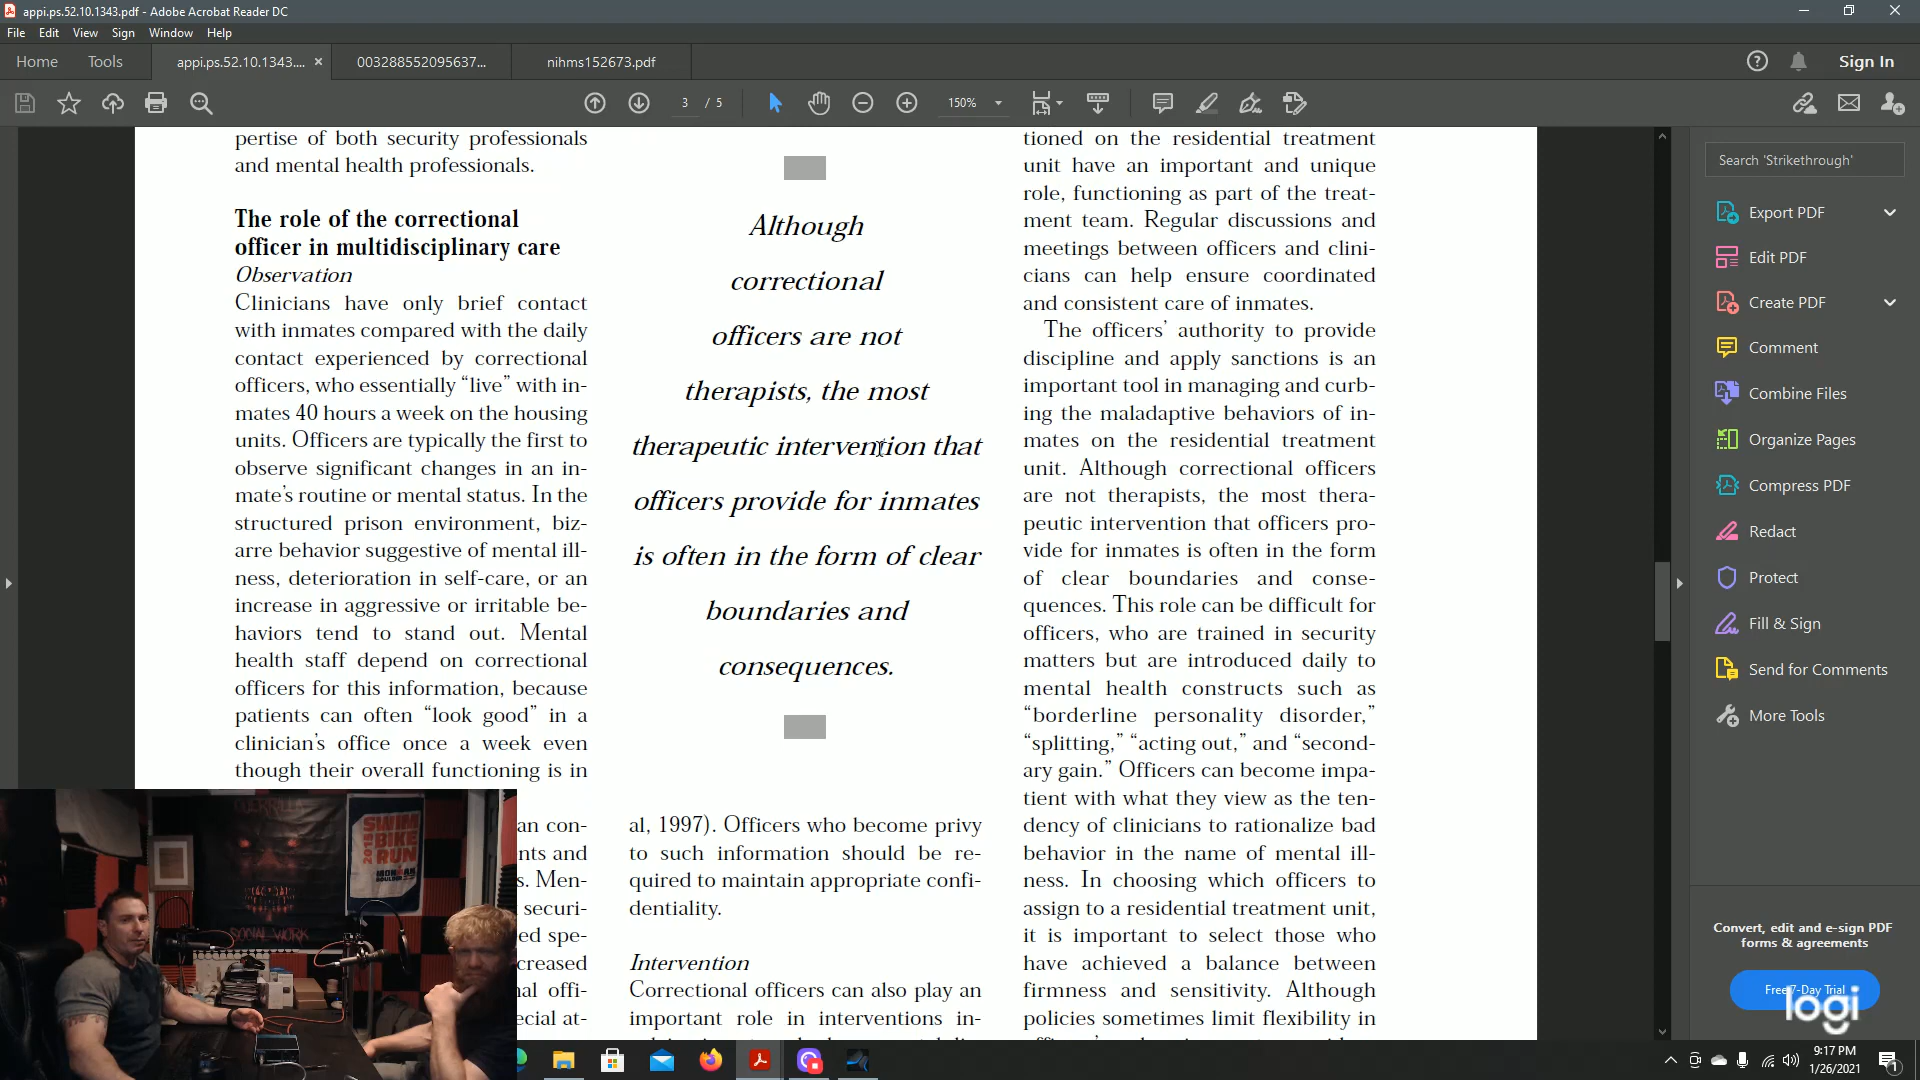 appi.ps.52.10.1343.pdf - Adobe Acrobat Reader DC
File Edit View Sign Window Help
Home Tools appi.ps.52.10.1343.... × 003288552095637... nihms152673.pdf Sign In
3 / 5 150%
pertise of both security professionals
and mental health professionals.
The role of the correctional
officer in multidisciplinary care
Observation
Clinicians have only brief contact
with inmates compared with the daily
contact experienced by correctional
officers, who essentially “live” with in-
mates 40 hours a week on the housing
units. Officers are typically the first to
observe significant changes in an in-
mate’s routine or mental status. In the
structured prison environment, biz-
arre behavior suggestive of mental ill-
ness, deterioration in self-care, or an
increase in aggressive or irritable be-
haviors tend to stand out. Mental
health staff depend on correctional
officers for this information, because
patients can often “look good” in a
clinician’s office once a week even
though their overall functioning is in
an con-
nts and
s. Men-
securi-
ed spe-
creased
al offi-
ecial at-
Although
correctional
officers are not
therapists, the most
therapeutic intervention that
officers provide for inmates
is often in the form of clear
boundaries and
consequences.
al, 1997). Officers who become privy
to such information should be re-
quired to maintain appropriate confi-
dentiality.
Intervention
Correctional officers can also play an
important role in interventions in-
tioned on the residential treatment
unit have an important and unique
role, functioning as part of the treat-
ment team. Regular discussions and
meetings between officers and clini-
cians can help ensure coordinated
and consistent care of inmates.
The officers’ authority to provide
discipline and apply sanctions is an
important tool in managing and curb-
ing the maladaptive behaviors of in-
mates on the residential treatment
unit. Although correctional officers
are not therapists, the most thera-
peutic intervention that officers pro-
vide for inmates is often in the form
of clear boundaries and conse-
quences. This role can be difficult for
officers, who are trained in security
matters but are introduced daily to
mental health constructs such as
“borderline personality disorder,”
“splitting,” “acting out,” and “second-
ary gain.” Officers can become impa-
tient with what they view as the ten-
dency of clinicians to rationalize bad
behavior in the name of mental ill-
ness. In choosing which officers to
assign to a residential treatment unit,
it is important to select those who
have achieved a balance between
firmness and sensitivity. Although
policies sometimes limit flexibility in
Search 'Strikethrough'
Export PDF
Edit PDF
Create PDF
Comment
Combine Files
Organize Pages
Compress PDF
Redact
Protect
Fill & Sign
Send for Comments
More Tools
Convert, edit and e-sign PDF
forms & agreements
Free 7-Day Trial
logi
GUERRILLA
SOCIAL WORK
SWIM
BIKE
RUN
IRONMAN
BOULDER
9:17 PM
1/26/2021
1